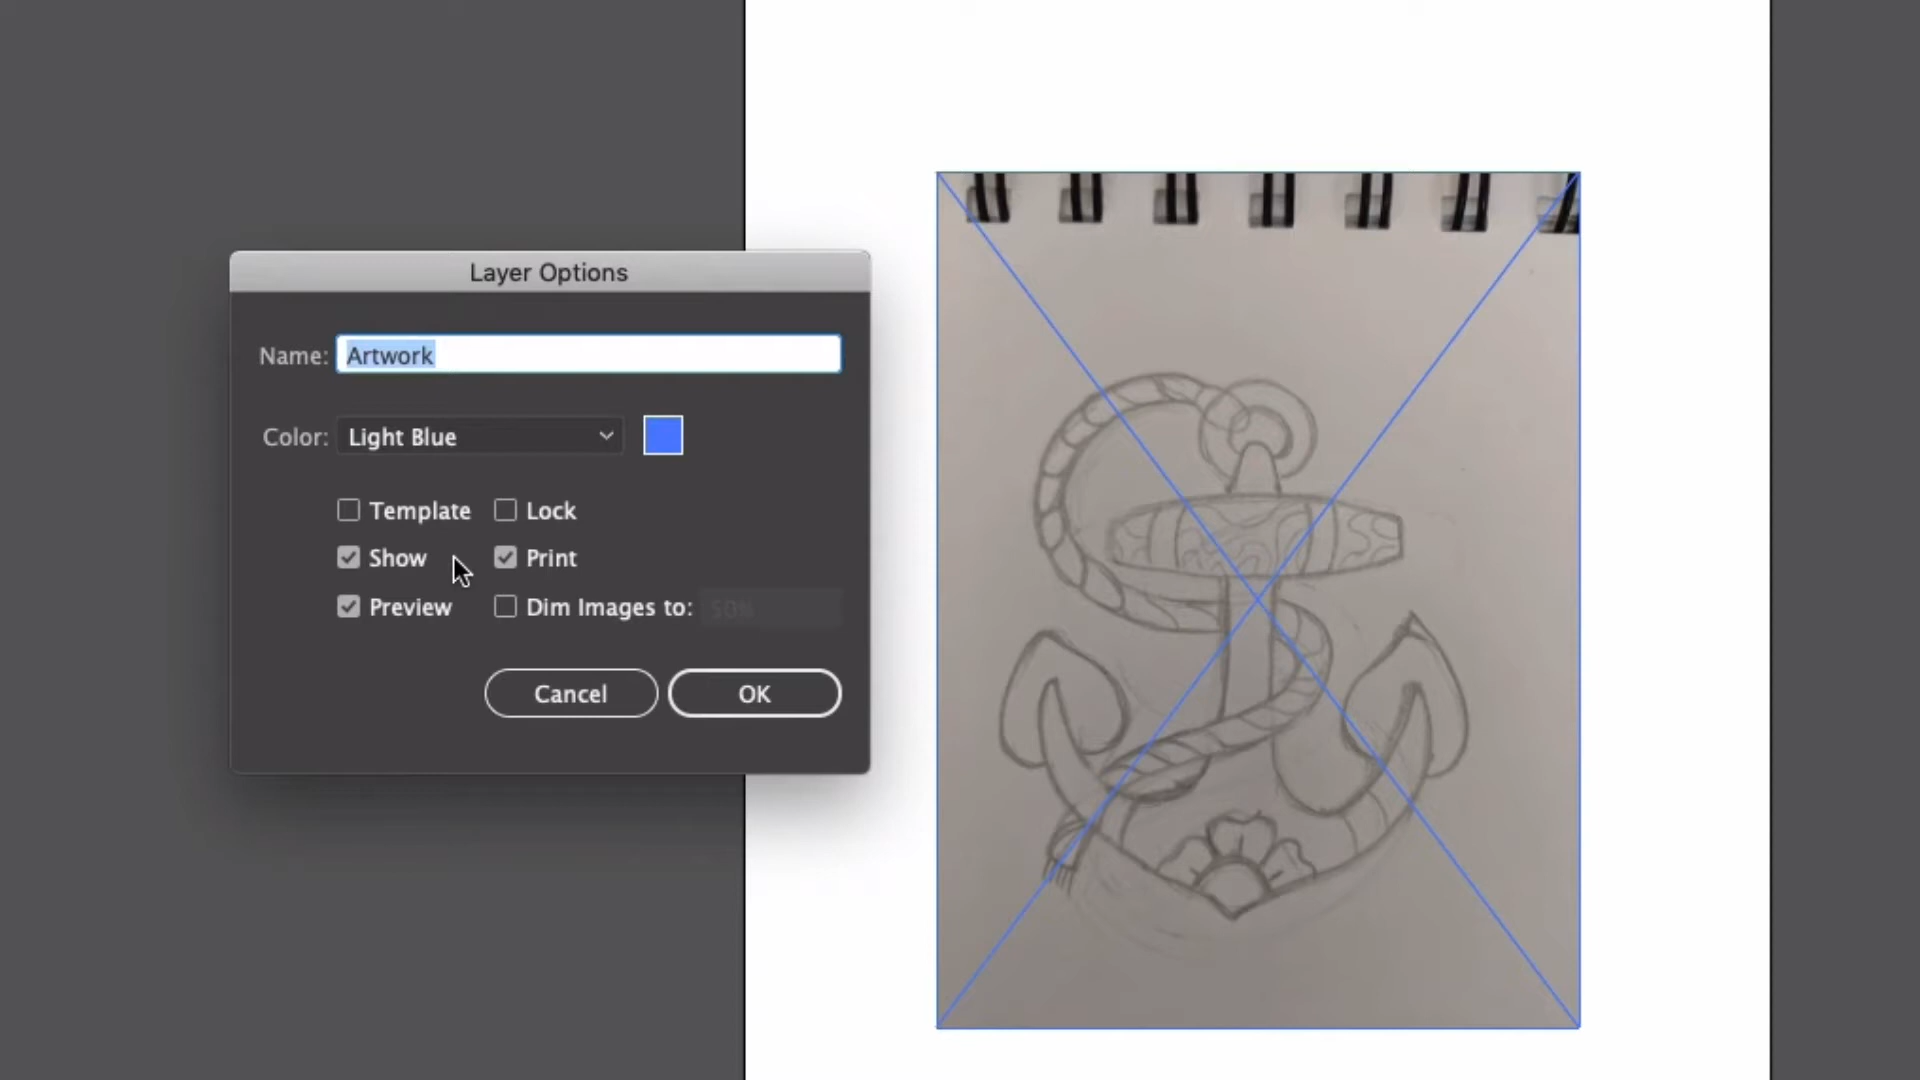 Layer Options
Name: Artwork
Color: Light Blue
Template Lock
Show Print
Preview Dim Images to: 50%
Cancel OK